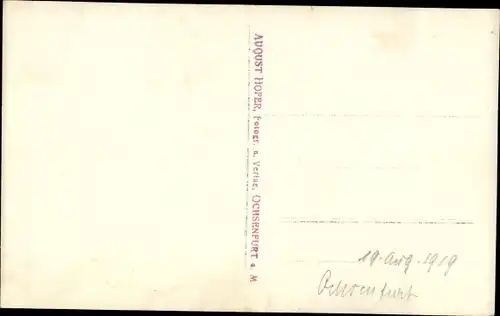 AUGUST HOFER, Fotogr. u. Verlag, OCHSENFURT a. M
19. Aug. 1919
Ochsenfurt